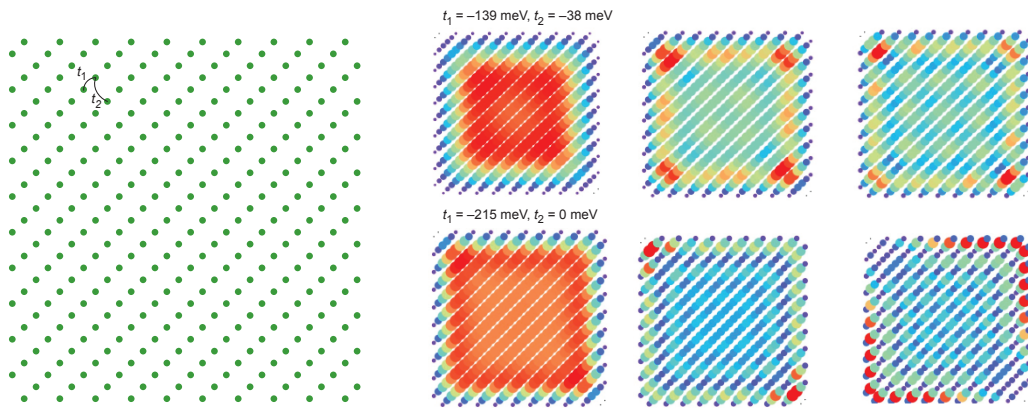 t₁ = –139 meV, t₂ = –38 meV
t₁
t₂
t₁ = –215 meV, t₂ = 0 meV